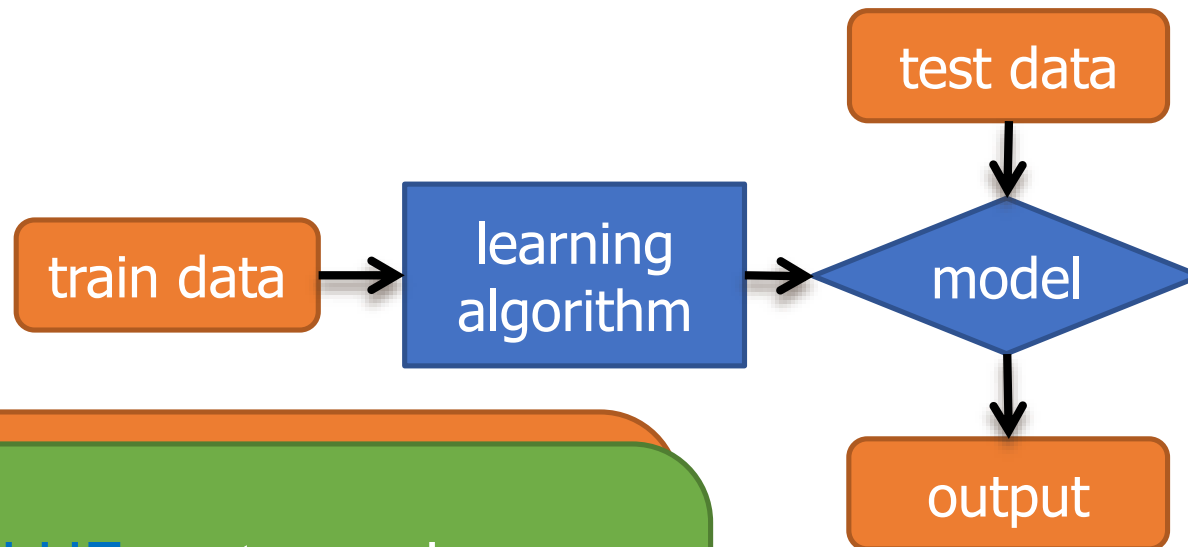 test data
train data
learning
algorithm
model
output